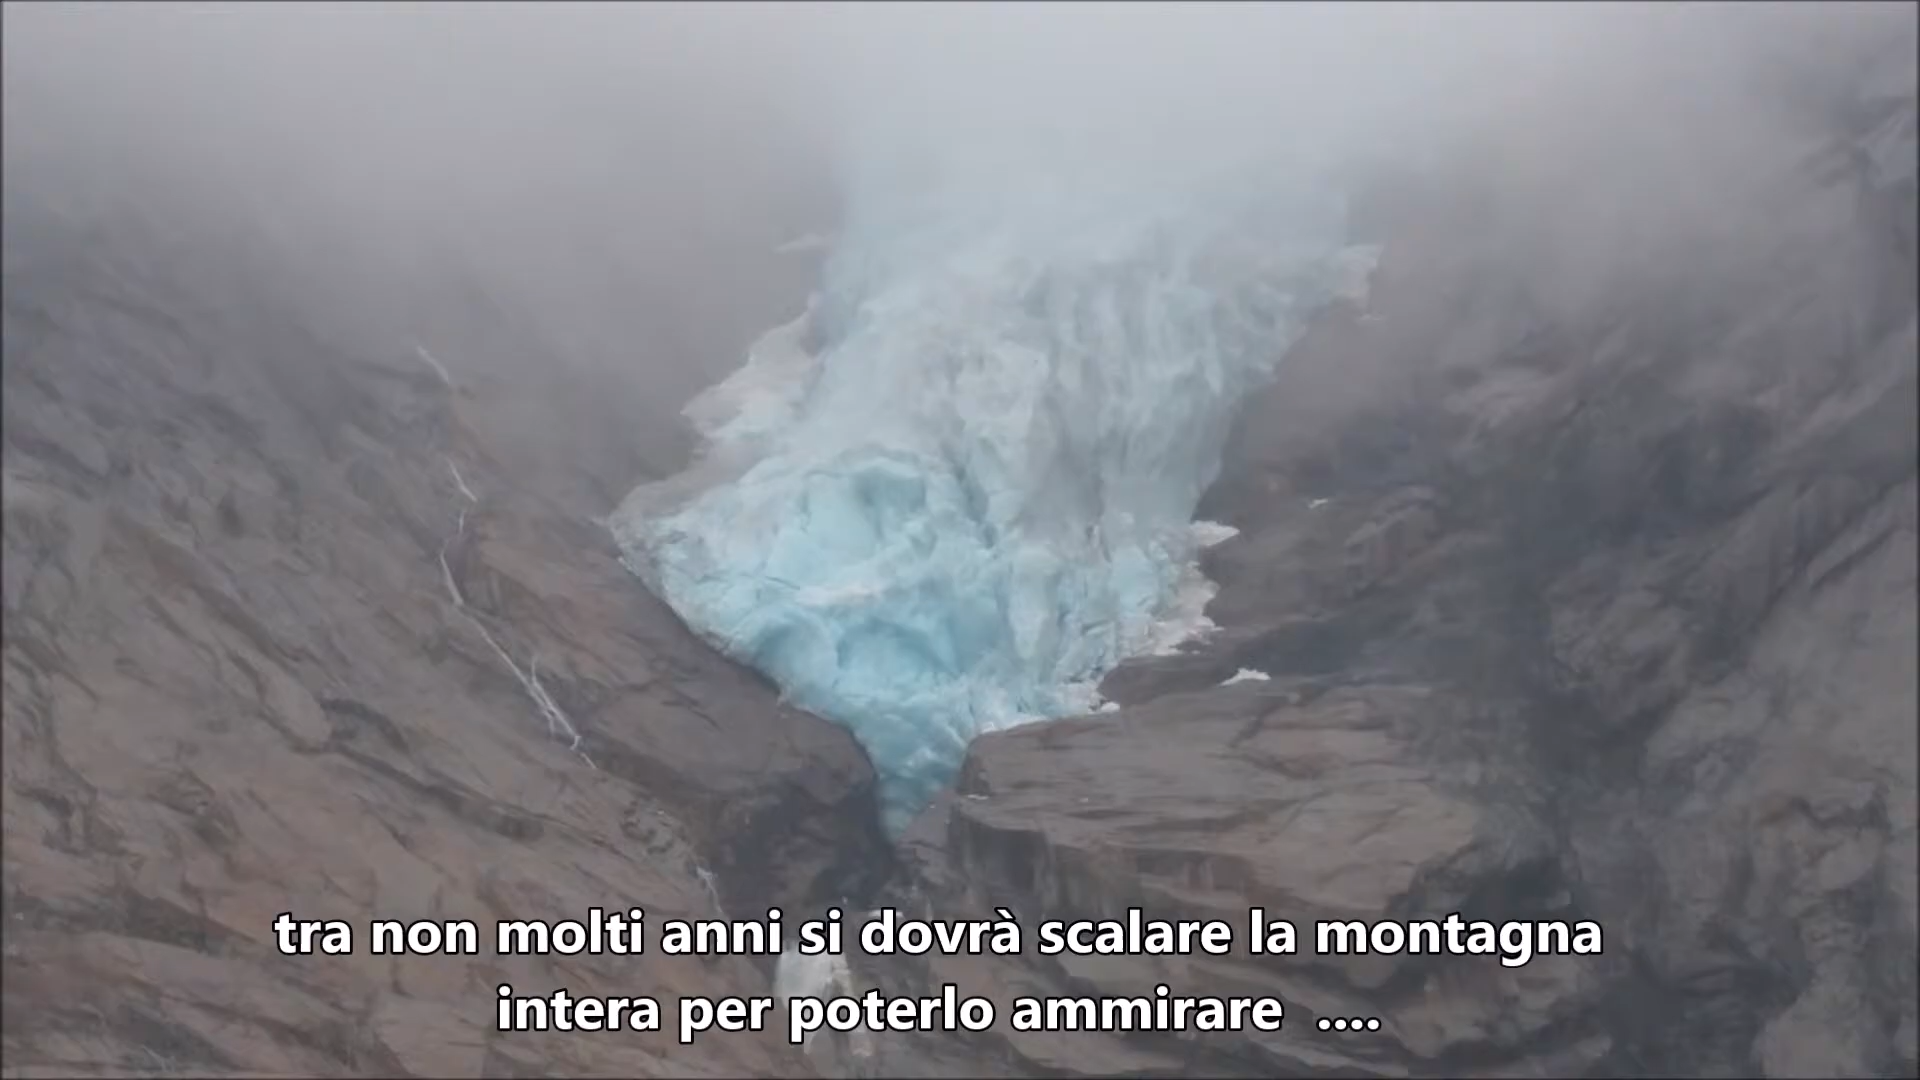 tra non molti anni si dovrà scalare la montagna
intera per poterlo ammirare  ....